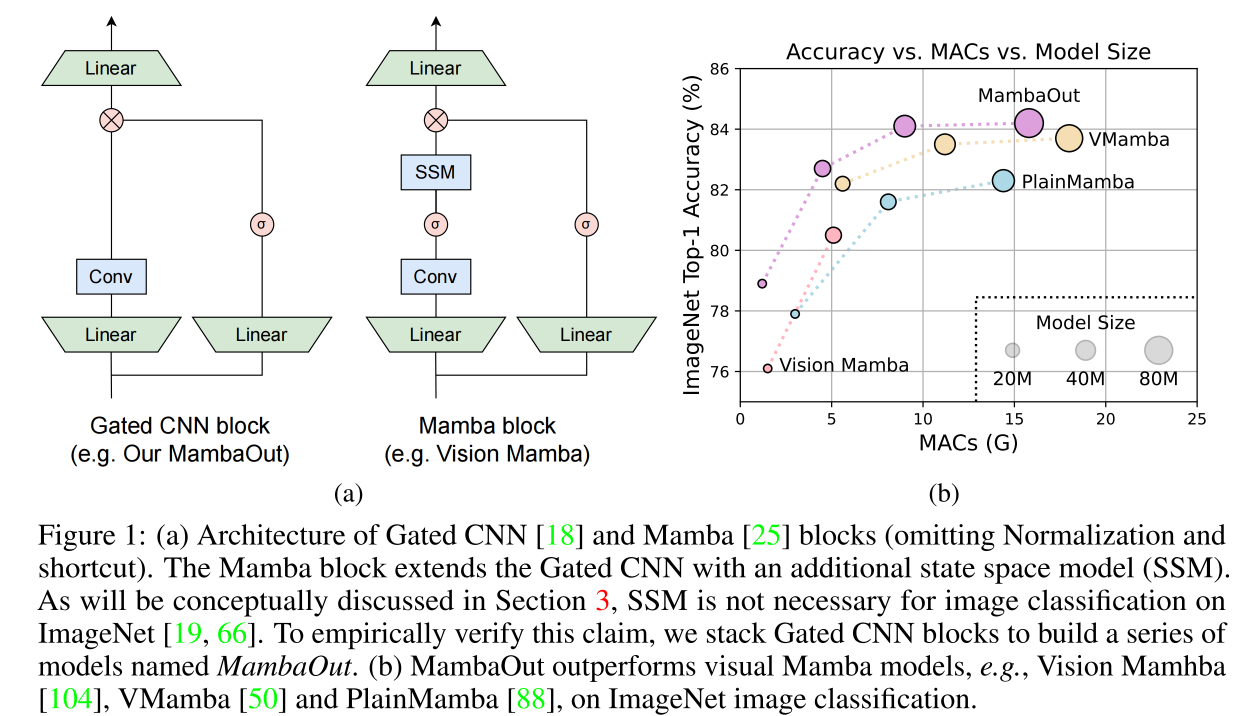 Linear
Conv
σ
Linear
Linear
Gated CNN block
(e.g. Our MambaOut)
Linear
SSM
σ
σ
Conv
Linear
Linear
Mamba block
(e.g. Vision Mamba)
(a)
Accuracy vs. MACs vs. Model Size
ImageNet Top-1 Accuracy (%)
86
84
82
80
78
76
MambaOut
VMamba
PlainMamba
Vision Mamba
Model Size
20M 40M 80M
0 5 10 15 20 25
MACs (G)
(b)
Figure 1: (a) Architecture of Gated CNN [18] and Mamba [25] blocks (omitting Normalization and
shortcut). The Mamba block extends the Gated CNN with an additional state space model (SSM).
As will be conceptually discussed in Section 3, SSM is not necessary for image classification on
ImageNet [19, 66]. To empirically verify this claim, we stack Gated CNN blocks to build a series of
models named MambaOut. (b) MambaOut outperforms visual Mamba models, e.g., Vision Mamhba
[104], VMamba [50] and PlainMamba [88], on ImageNet image classification.